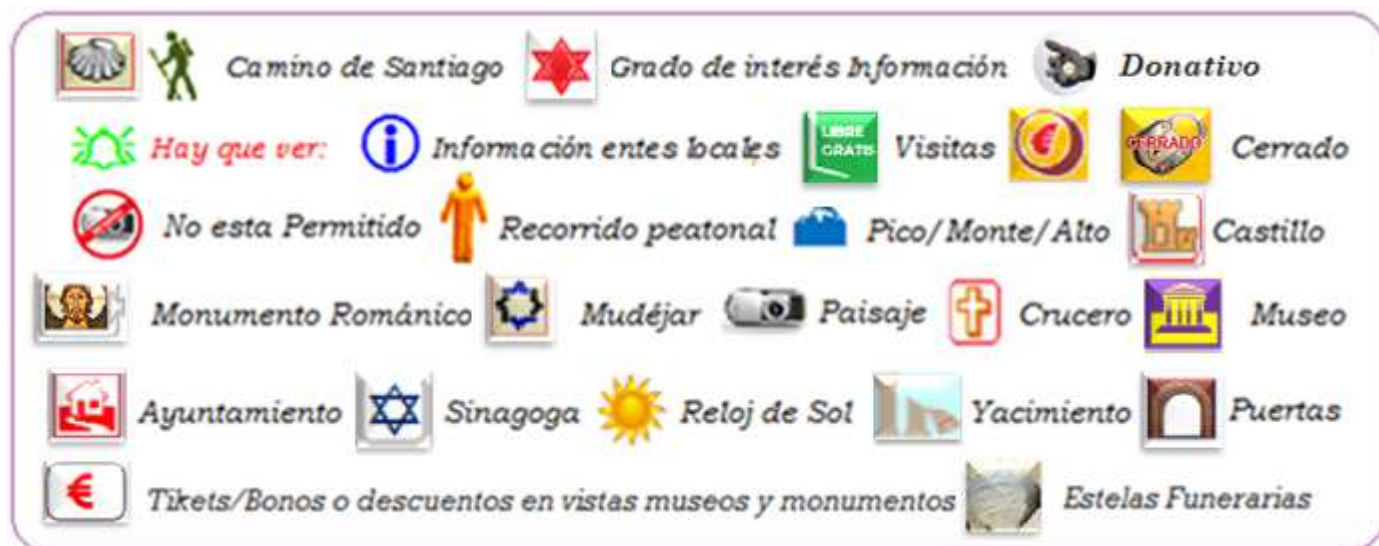 Camino de Santiago Grado de interés Información Donativo
Hay que ver: Información entes locales LIBRE GRATIS Visitas € CERRADO Cerrado
No esta Permitido Recorrido peatonal Pico/Monte/Alto Castillo
Monumento Románico Mudéjar Paisaje Crucero Museo
Ayuntamiento Sinagoga Reloj de Sol Yacimiento Puertas
€ Tikets/Bonos o descuentos en vistas museos y monumentos Estelas Funerarias